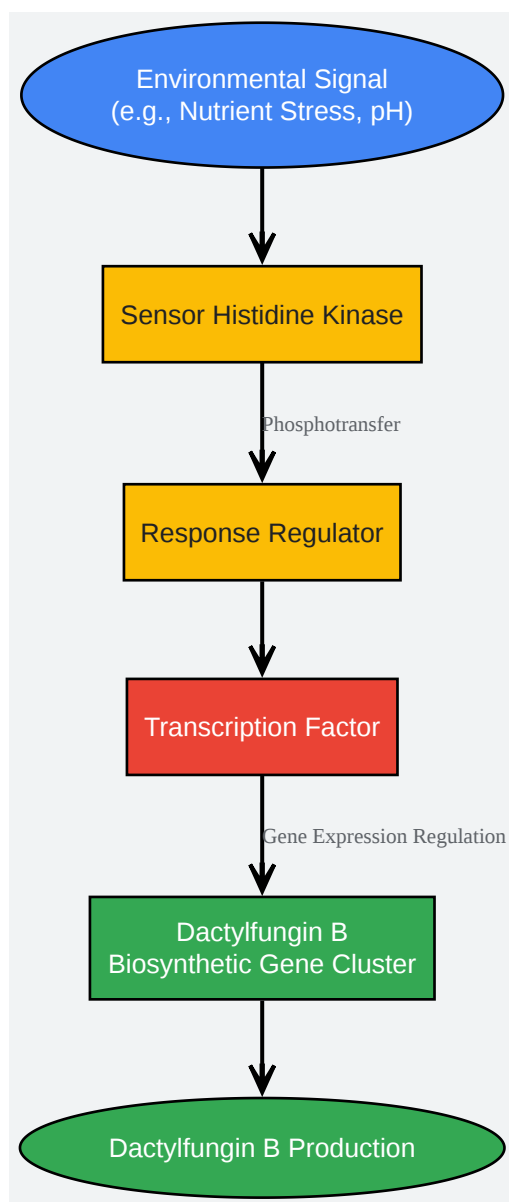 Environmental Signal
(e.g., Nutrient Stress, pH)
Sensor Histidine Kinase
Phosphotransfer
Response Regulator
Transcription Factor
Gene Expression Regulation
Dactylfungin B
Biosynthetic Gene Cluster
Dactylfungin B Production